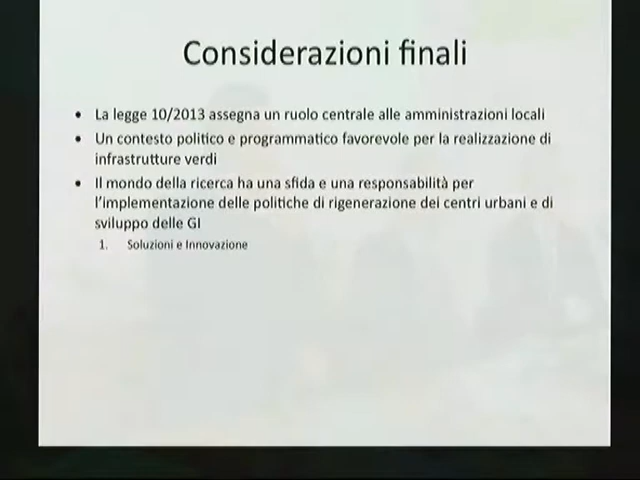 Considerazioni finali
• La legge 10/2013 assegna un ruolo centrale alle amministrazioni locali
• Un contesto politico e programmatico favorevole per la realizzazione di
infrastrutture verdi
• Il mondo della ricerca ha una sfida e una responsabilità per
l'implementazione delle politiche di rigenerazione dei centri urbani e di
sviluppo delle GI
1. Soluzioni e Innovazione